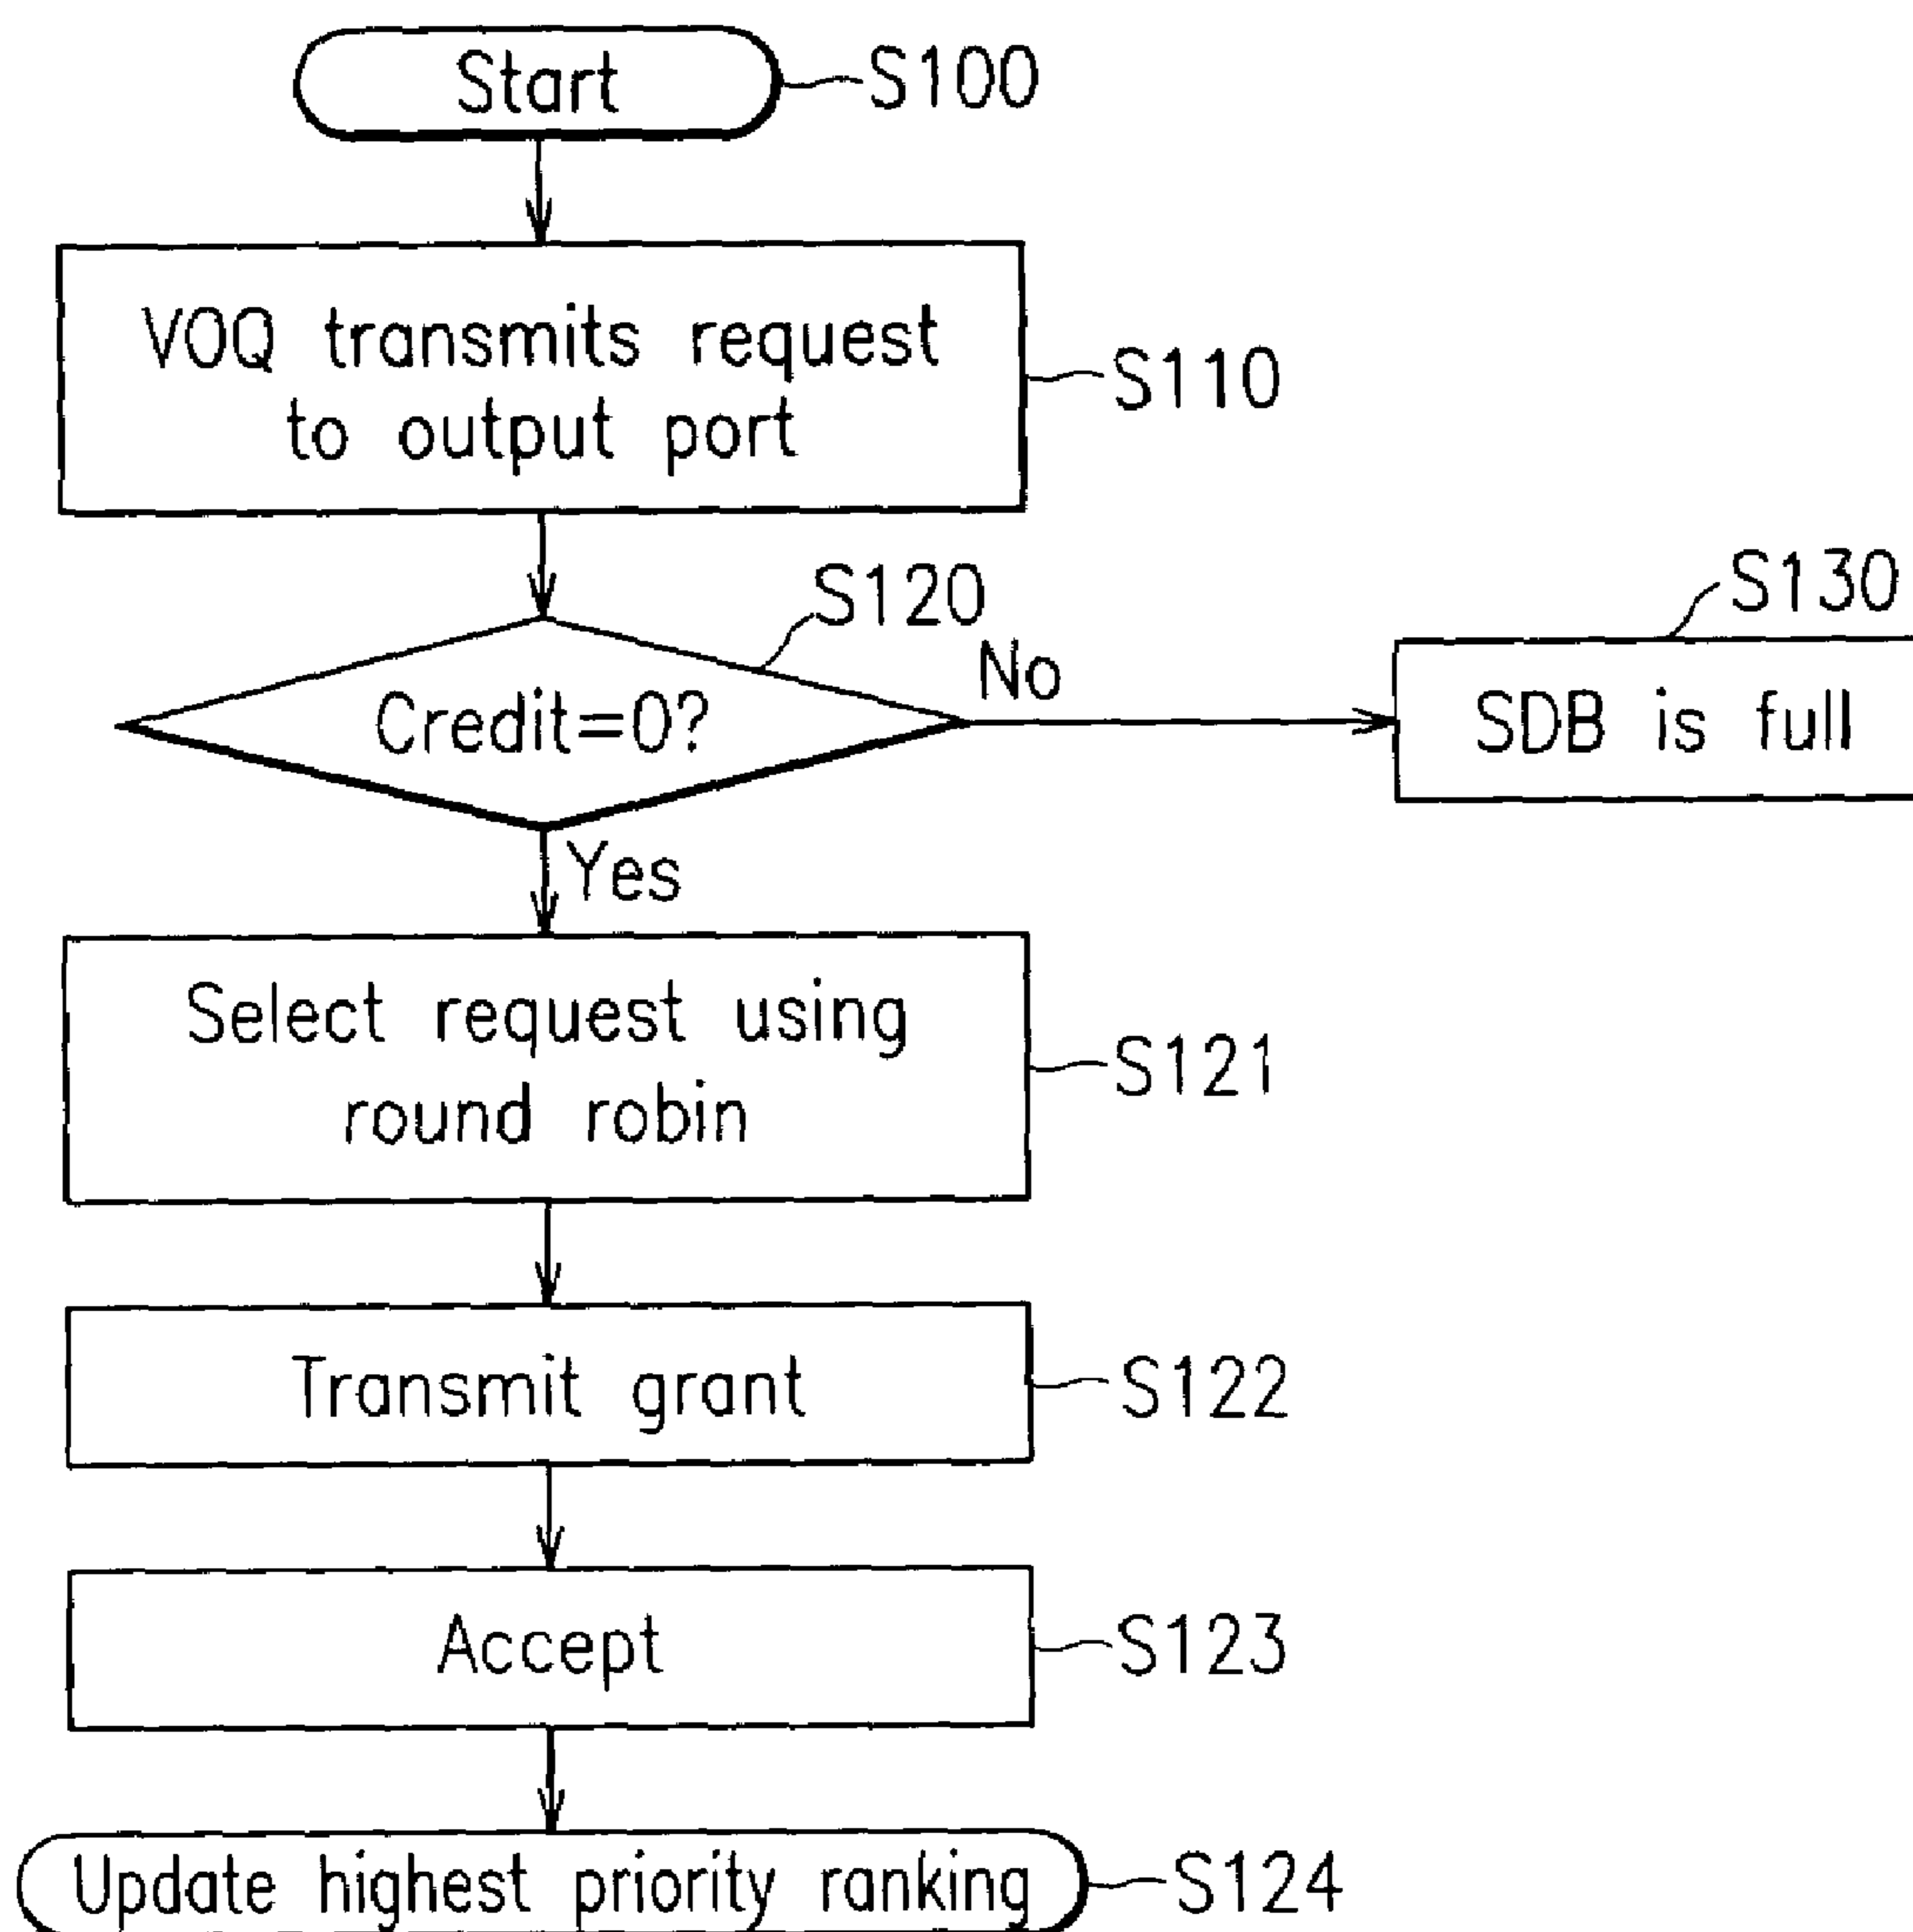 Start
S100
VOQ transmits request
to output port
S110
S120
Credit=0?
No
S130
SDB is full
Yes
Select request using
round robin
S121
Transmit grant
S122
Accept
S123
Update highest priority ranking
S124